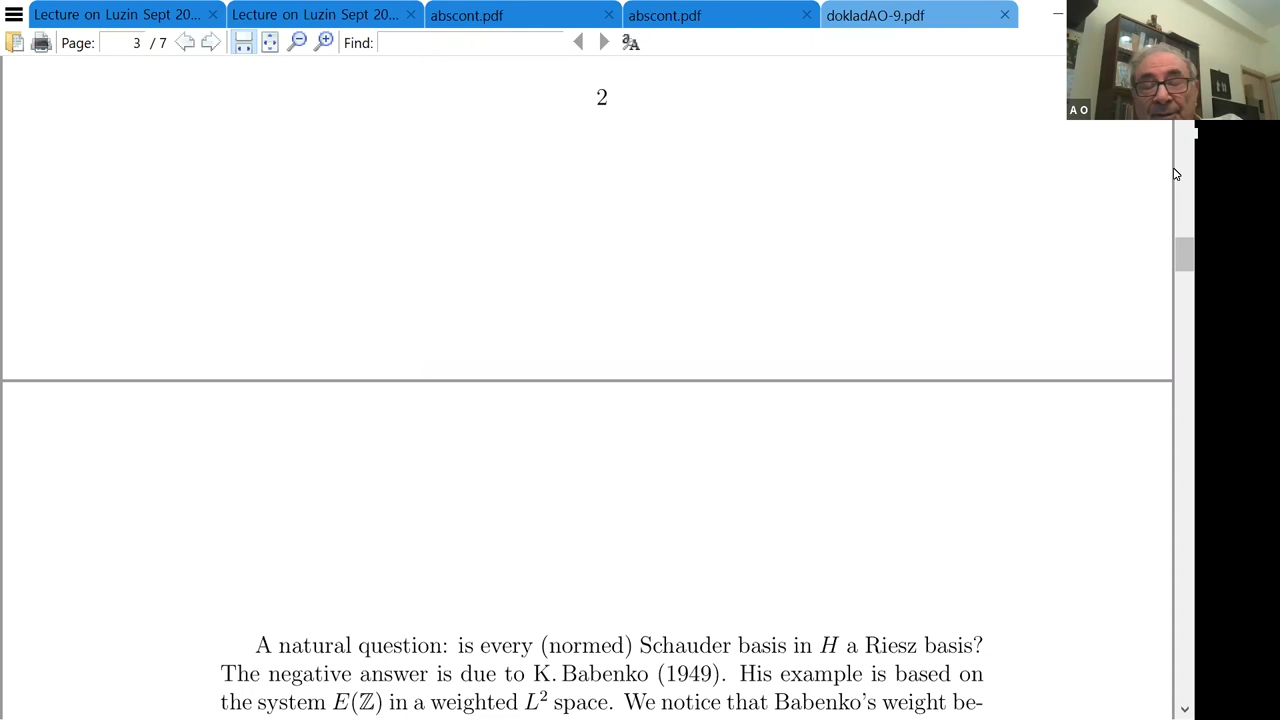 Lecture on Luzin Sept 20... Lecture on Luzin Sept 20... abscont.pdf abscont.pdf dokladAO-9.pdf
Page: 3 / 7 Find:
A O
2
A natural question: is every (normed) Schauder basis in H a Riesz basis?
The negative answer is due to K. Babenko (1949). His example is based on
the system E(ℤ) in a weighted L² space. We notice that Babenko's weight be-